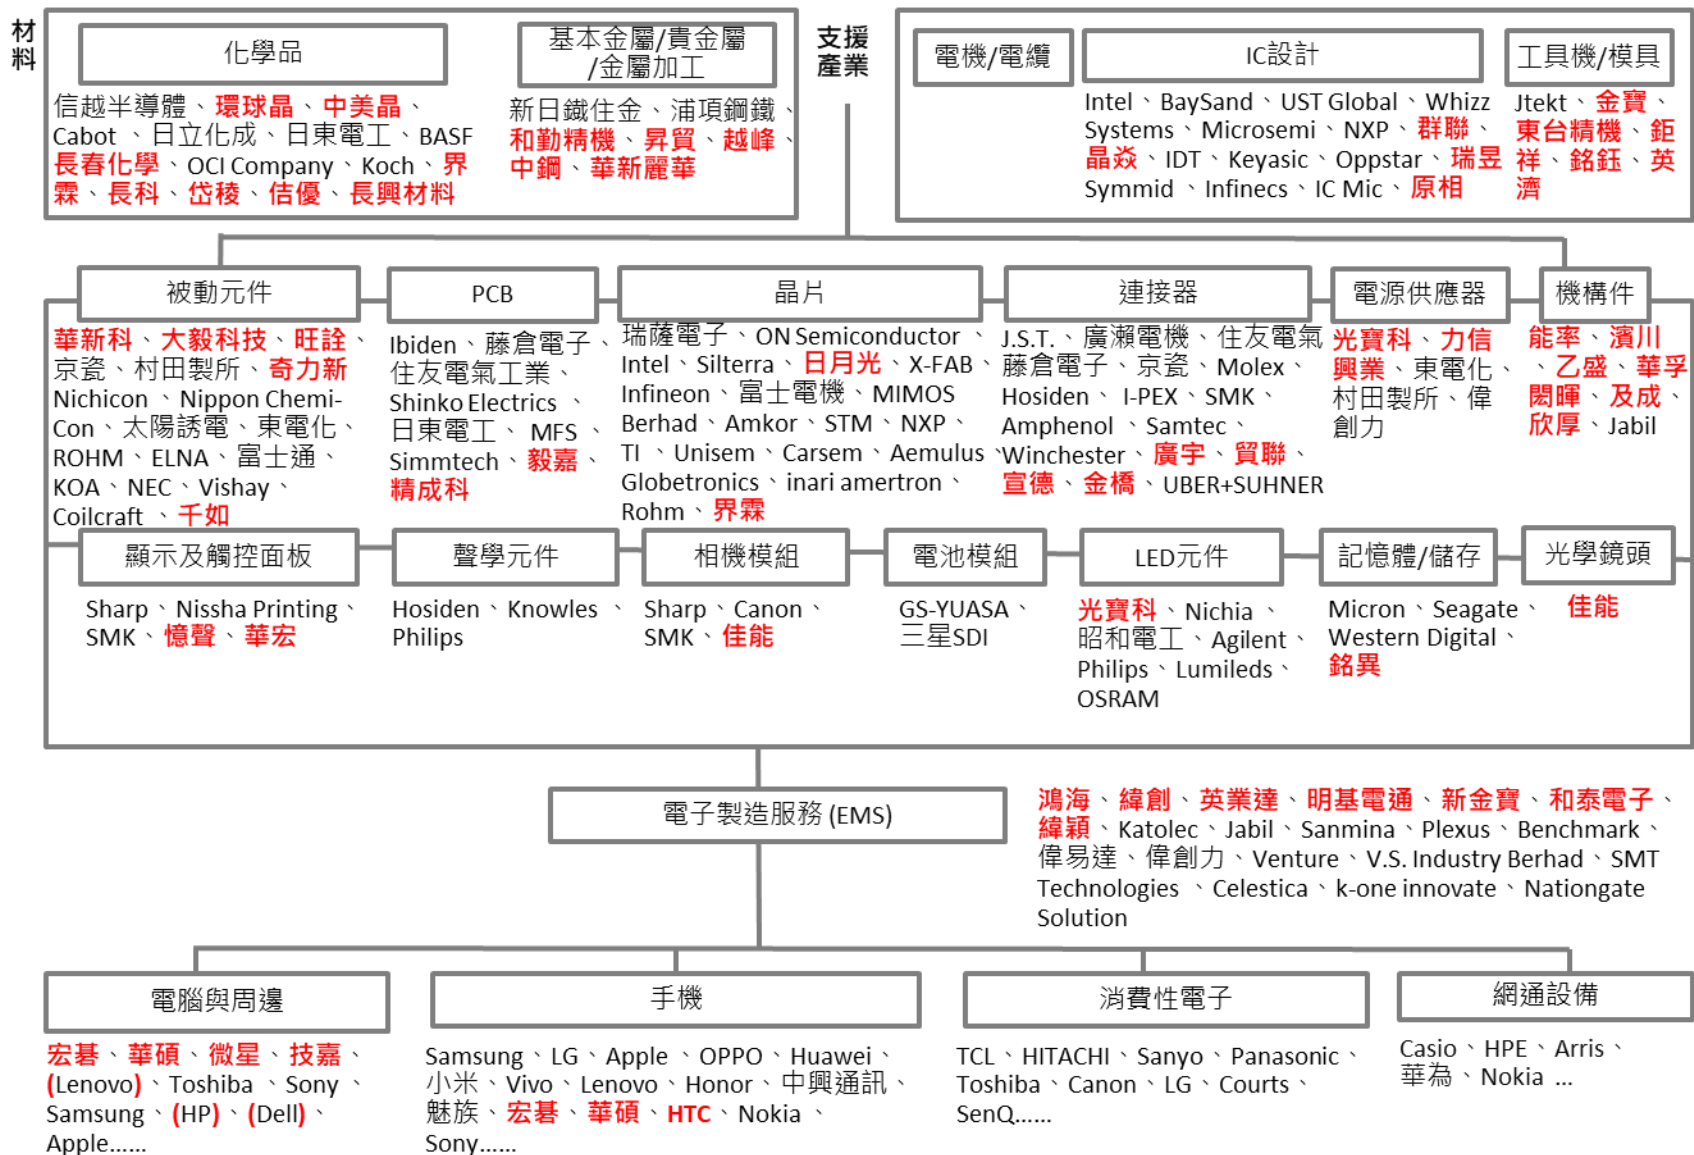 材料
化學品
信越半導體、環球晶、中美晶、
Cabot 、日立化成、日東電工、BASF
長春化學、OCI Company、Koch、界
霖、長科、岱稜、佶優、長興材料
基本金屬/貴金屬
/金屬加工
新日鐵住金、浦項鋼鐵、
和勤精機、昇貿、越峰、
中鋼、華新麗華
支援
產業
電機/電纜
IC設計
Intel、BaySand、UST Global、Whizz
Systems、Microsemi、NXP、群聯、
晶焱、IDT、Keyasic、Oppstar、瑞昱
Symmid、Infinecs、IC Mic、原相
工具機/模具
Jtekt、金寶、
東台精機、鉅
祥、銘鈺、英
濟
被動元件
華新科、大毅科技、旺詮、
京瓷、村田製所、奇力新
Nichicon、Nippon Chemi-
Con、太陽誘電、東電化、
ROHM、ELNA、富士通、
KOA、NEC、Vishay、
Coilcraft 、千如
PCB
Ibiden、藤倉電子、
住友電氣工業、
Shinko Electrics 、
日東電工、 MFS、
Simmtech、毅嘉、
精成科
晶片
瑞薩電子、ON Semiconductor、
Intel、Silterra、日月光、X-FAB、
Infineon、富士電機、MIMOS
Berhad、Amkor、STM、NXP、
TI 、Unisem、Carsem、Aemulus、
Globetronics、inari amertron、
Rohm、界霖
連接器
J.S.T.、廣瀨電機、住友電氣
藤倉電子、京瓷、Molex、
Hosiden、I-PEX、SMK、
Amphenol 、Samtec、
Winchester、廣宇、貿聯、
宣德、金橋、UBER+SUHNER
電源供應器
光寶科、力信
興業、東電化、
村田製所、偉
創力
機構件
能率、濱川
、乙盛、華孚
閎暉、及成、
欣厚、Jabil
顯示及觸控面板
Sharp、Nissha Printing、
SMK、憶聲、華宏
聲學元件
Hosiden、Knowles、
Philips
相機模組
Sharp、Canon、
SMK、佳能
電池模組
GS-YUASA、
三星SDI
LED元件
光寶科、Nichia、
昭和電工、Agilent、
Philips、Lumileds、
OSRAM
記憶體/儲存
Micron、Seagate、
Western Digital、
銘異
光學鏡頭
佳能
電子製造服務 (EMS)
鴻海、緯創、英業達、明基電通、新金寶、和泰電子、
緯穎、Katolec、Jabil、Sanmina、Plexus、Benchmark、
偉易達、偉創力、Venture、V.S. Industry Berhad、SMT
Technologies 、Celestica、k-one innovate、Nationgate
Solution
電腦與周邊
宏碁、華碩、微星、技嘉、
(Lenovo)、Toshiba 、Sony 、
Samsung、(HP)、(Dell)、
Apple......
手機
Samsung、LG、Apple 、OPPO、Huawei、
小米、Vivo、Lenovo、Honor、中興通訊、
魅族、宏碁、華碩、HTC、Nokia 、
Sony......
消費性電子
TCL、HITACHI、Sanyo、Panasonic、
Toshiba、Canon、LG、Courts、
SenQ......
網通設備
Casio、HPE、Arris、
華為、Nokia ...